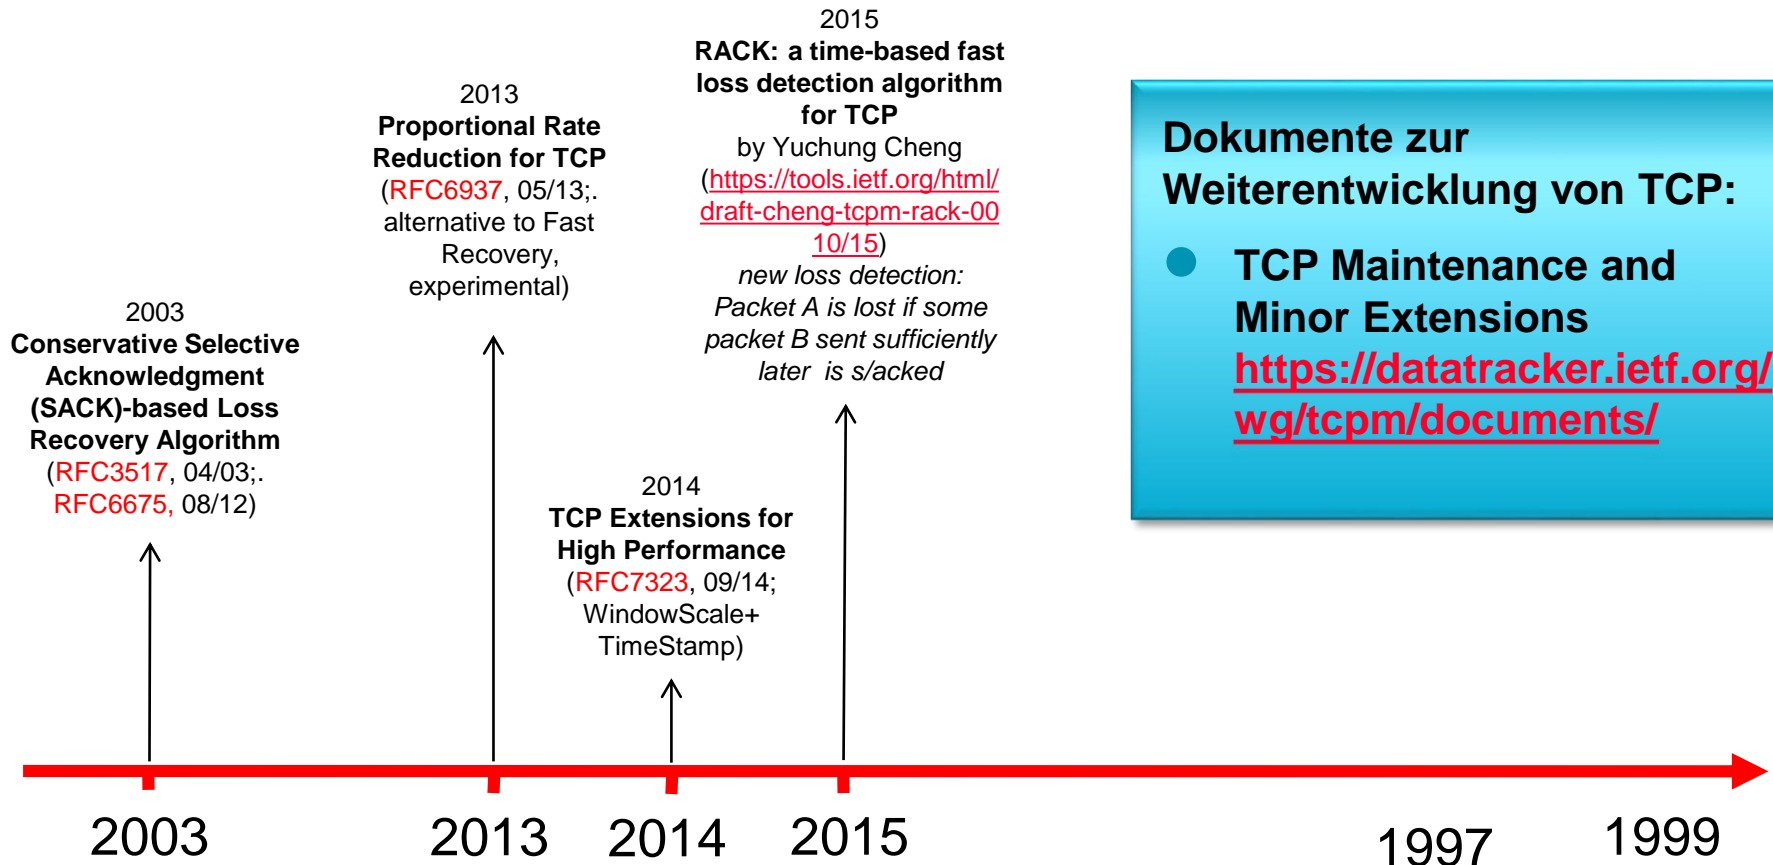 2003
Conservative Selective
Acknowledgment
(SACK)-based Loss
Recovery Algorithm
(RFC3517, 04/03;.
RFC6675, 08/12)
2013
Proportional Rate
Reduction for TCP
(RFC6937, 05/13;.
alternative to Fast
Recovery,
experimental)
2014
TCP Extensions for
High Performance
(RFC7323, 09/14;
WindowScale+
TimeStamp)
2015
RACK: a time-based fast
loss detection algorithm
for TCP
by Yuchung Cheng
(https://tools.ietf.org/html/
draft-cheng-tcpm-rack-00
10/15)
new loss detection:
Packet A is lost if some
packet B sent sufficiently
later is s/acked
Dokumente zur
Weiterentwicklung von TCP:
TCP Maintenance and
Minor Extensions
https://datatracker.ietf.org/
wg/tcpm/documents/
2003 2013 2014 2015 1997 1999